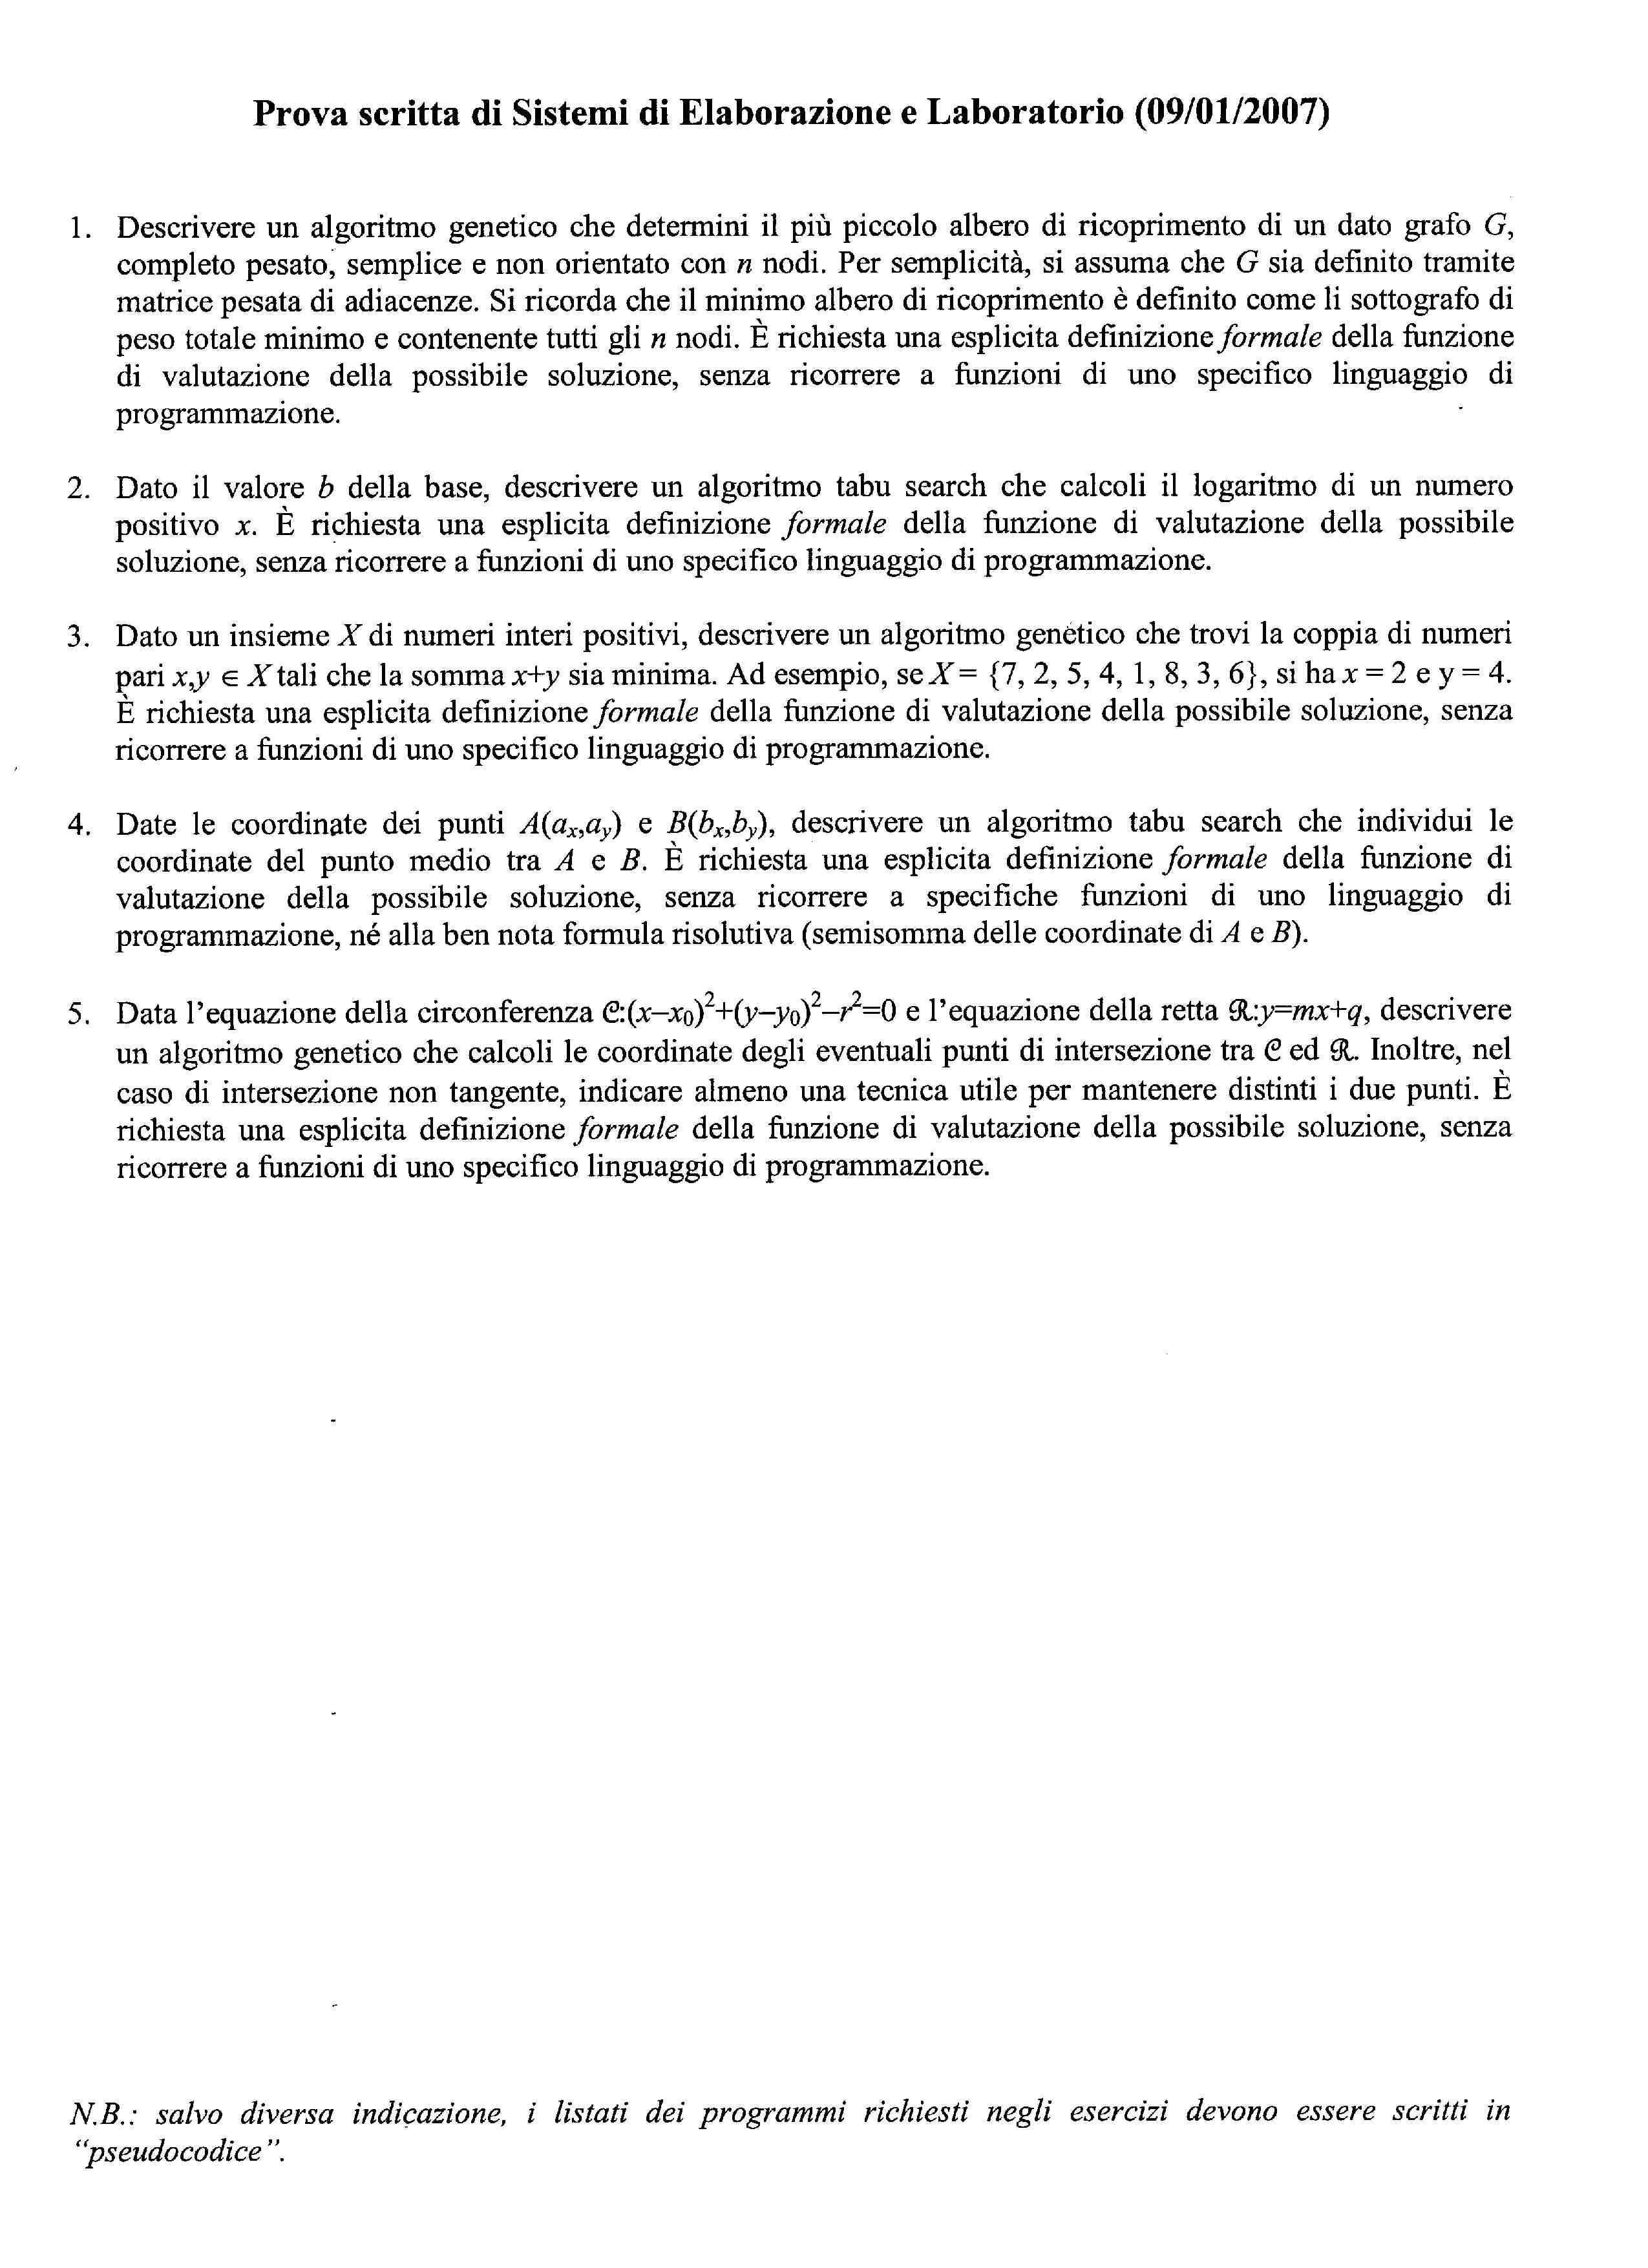 Prova scritta di Sistemi di Elaborazione e Laboratorio (09/01/2007)
1. Descrivere un algoritmo genetico che determini il più piccolo albero di ricoprimento di un dato grafo G,
completo pesato, semplice e non orientato con n nodi. Per semplicità, si assuma che G sia definito tramite
matrice pesata di adiacenze. Si ricorda che il minimo albero di ricoprimento è definito come li sottografo di
peso totale minimo e contenente tutti gli n nodi. È richiesta una esplicita definizione formale della funzione
di valutazione della possibile soluzione, senza ricorrere a funzioni di uno specifico linguaggio di
programmazione.
2. Dato il valore b della base, descrivere un algoritmo tabu search che calcoli il logaritmo di un numero
positivo x. È richiesta una esplicita definizione formale della funzione di valutazione della possibile
soluzione, senza ricorrere a funzioni di uno specifico linguaggio di programmazione.
3. Dato un insieme X di numeri interi positivi, descrivere un algoritmo genetico che trovi la coppia di numeri
pari x,y ∈ X tali che la somma x+y sia minima. Ad esempio, se X = {7, 2, 5, 4, 1, 8, 3, 6}, si ha x = 2 e y = 4.
È richiesta una esplicita definizione formale della funzione di valutazione della possibile soluzione, senza
ricorrere a funzioni di uno specifico linguaggio di programmazione.
4. Date le coordinate dei punti A(aₓ,a_y) e B(bₓ,b_y), descrivere un algoritmo tabu search che individui le
coordinate del punto medio tra A e B. È richiesta una esplicita definizione formale della funzione di
valutazione della possibile soluzione, senza ricorrere a specifiche funzioni di uno linguaggio di
programmazione, né alla ben nota formula risolutiva (semisomma delle coordinate di A e B).
5. Data l'equazione della circonferenza 𝒞:(x–x₀)²+(y–y₀)²–r²=0 e l'equazione della retta ℛ:y=mx+q, descrivere
un algoritmo genetico che calcoli le coordinate degli eventuali punti di intersezione tra 𝒞 ed ℛ. Inoltre, nel
caso di intersezione non tangente, indicare almeno una tecnica utile per mantenere distinti i due punti. È
richiesta una esplicita definizione formale della funzione di valutazione della possibile soluzione, senza
ricorrere a funzioni di uno specifico linguaggio di programmazione.
N.B.: salvo diversa indicazione, i listati dei programmi richiesti negli esercizi devono essere scritti in
"pseudocodice".